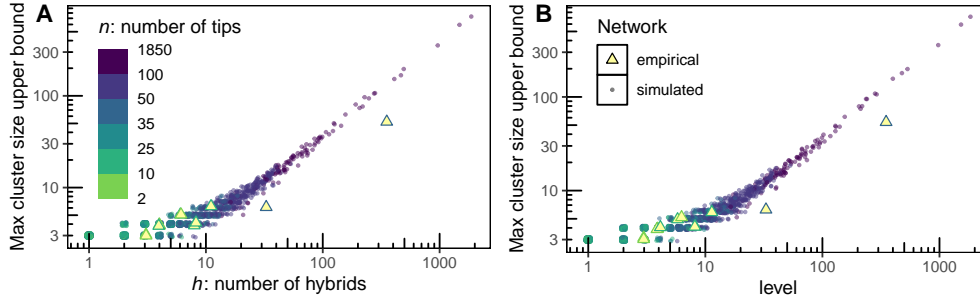 A
n: number of tips
1850
100
50
35
25
10
2
Max cluster size upper bound
300
100
30
10
3
1
10
100
1000
h: number of hybrids
B
Network
empirical
simulated
Max cluster size upper bound
300
100
30
10
3
1
10
100
1000
level